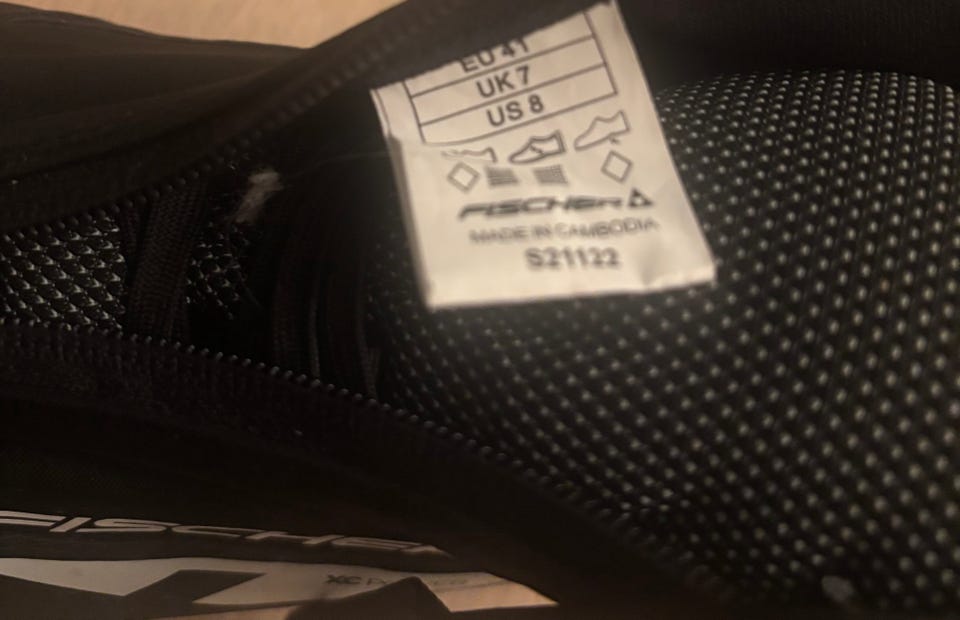 EU 41
UK 7
US 8
FISCHER
MADE IN CAMBODIA
S21122
FISCHER
XC